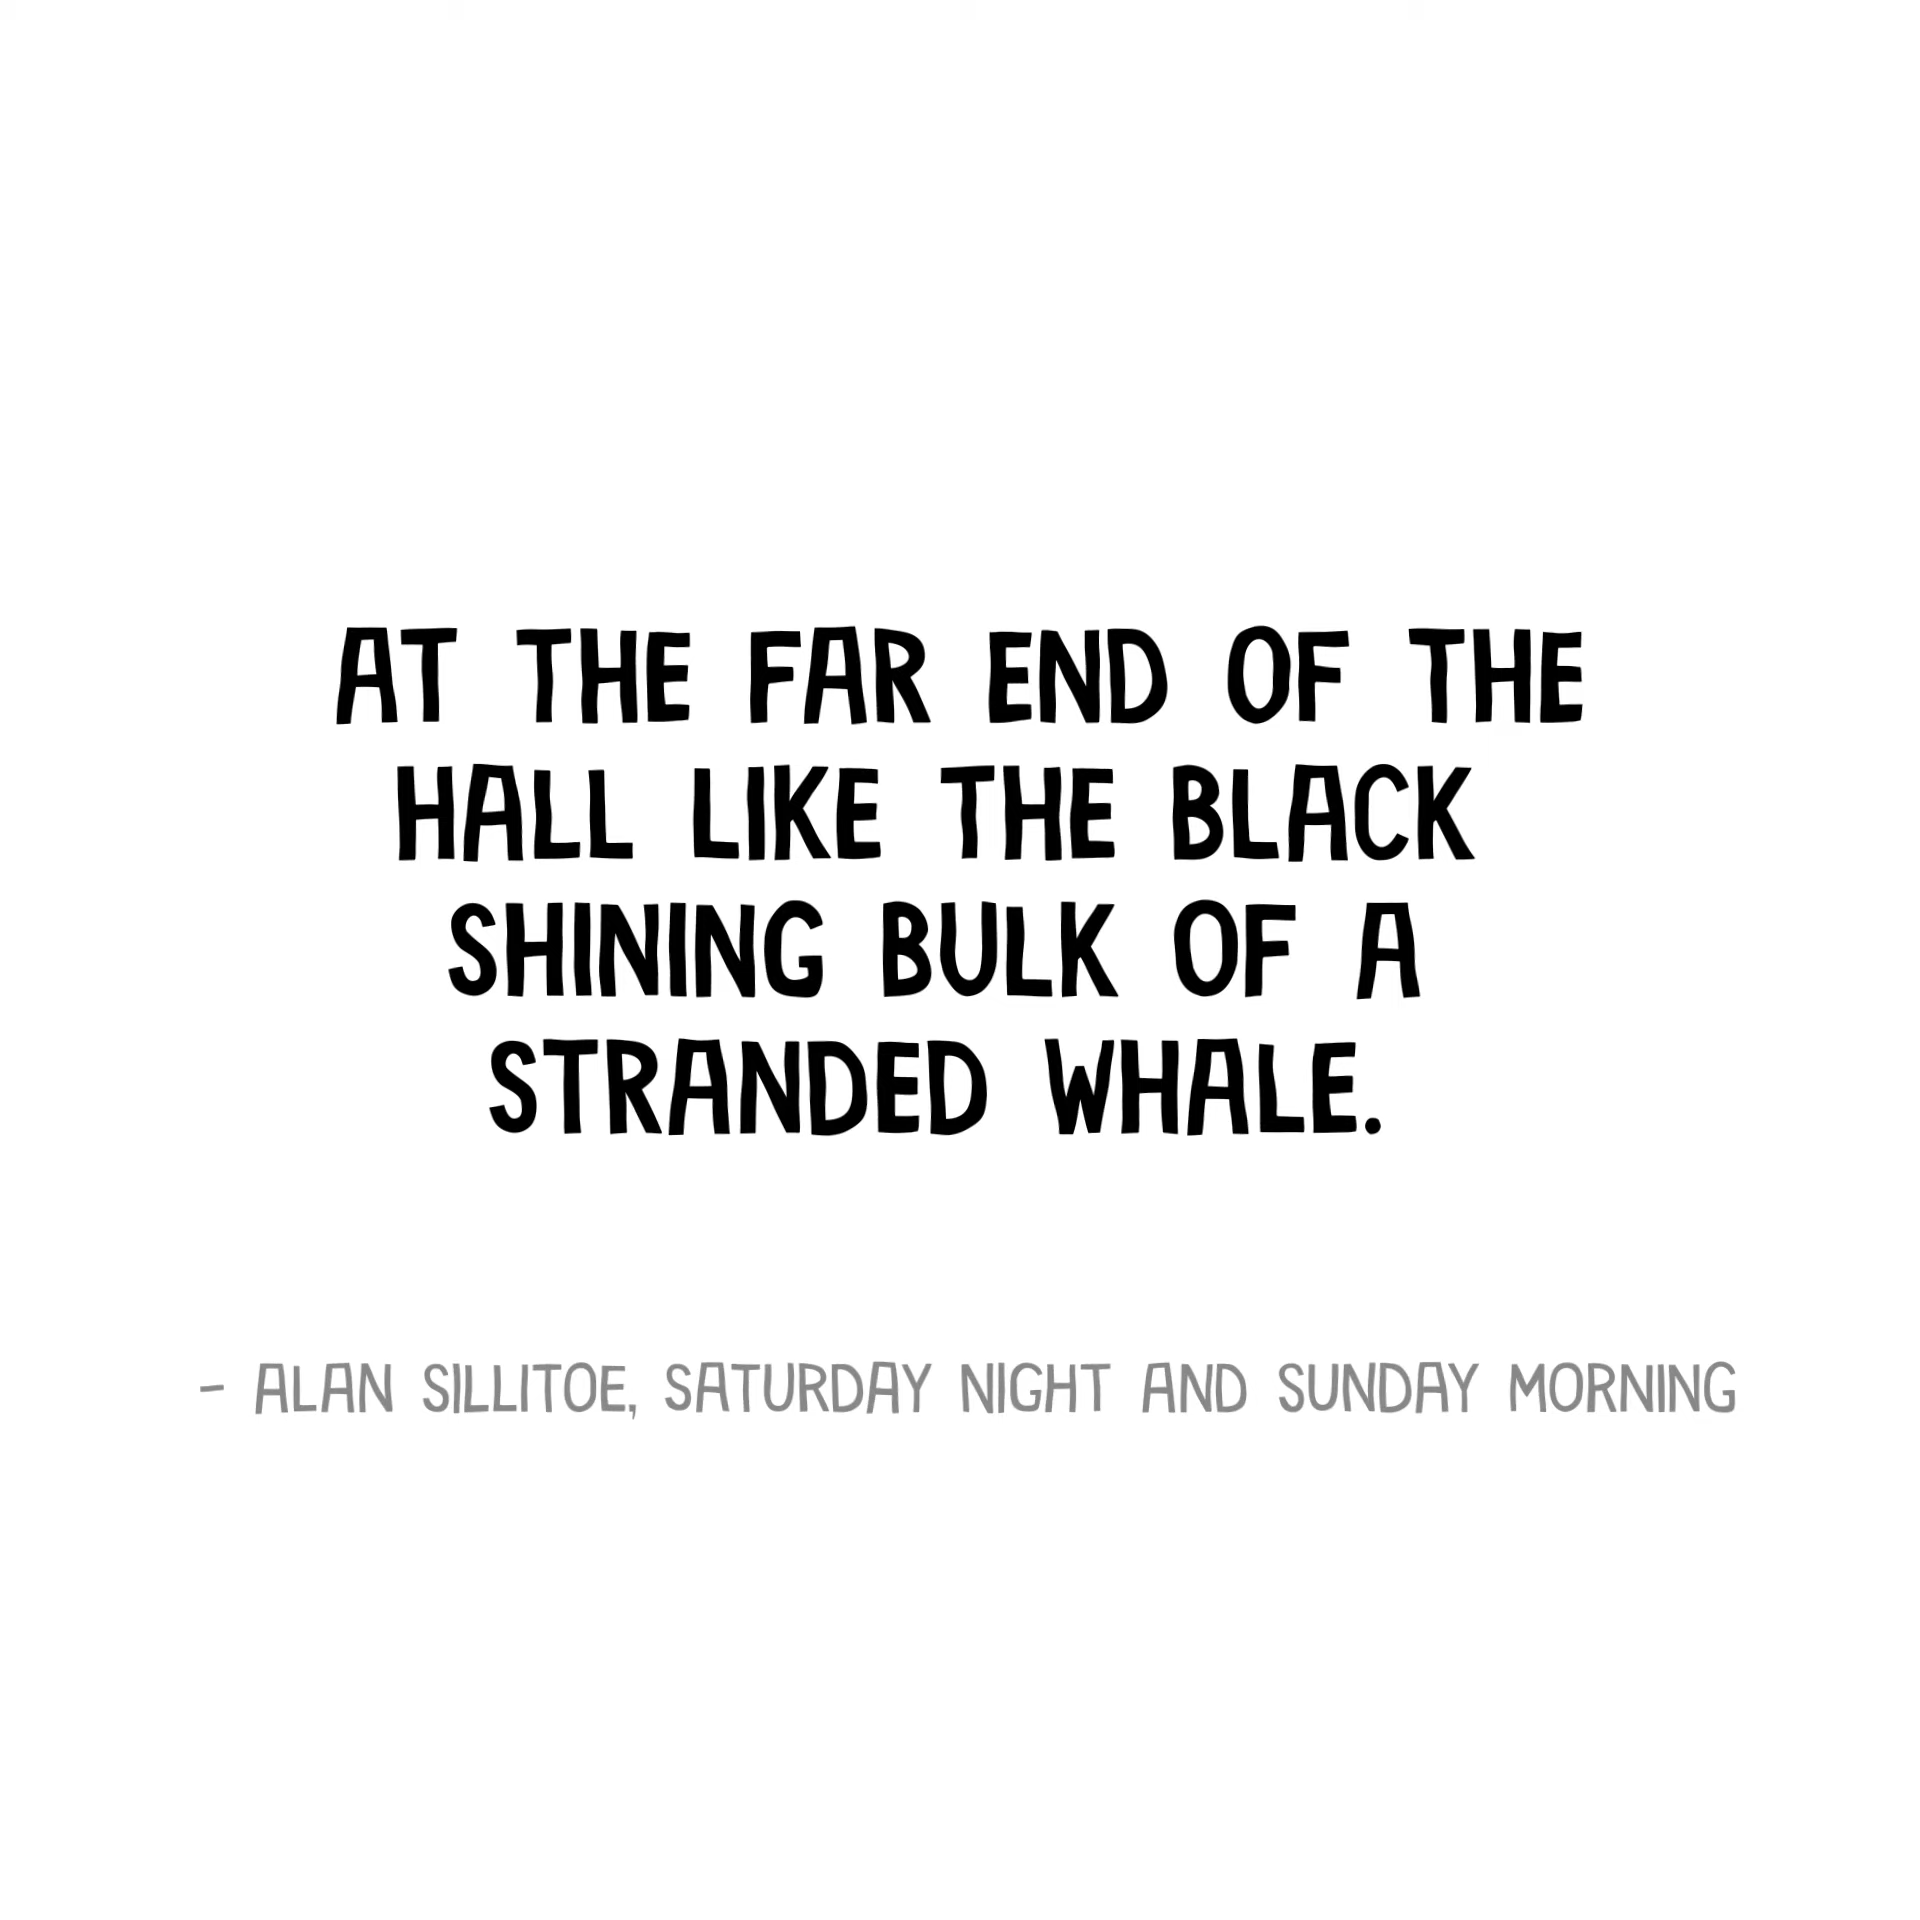 AT THE FAR END OF THE
HALL LIKE THE BLACK
SHINING BULK OF A
STRANDED WHALE.
- ALAN SILLITOE, SATURDAY NIGHT AND SUNDAY MORNING